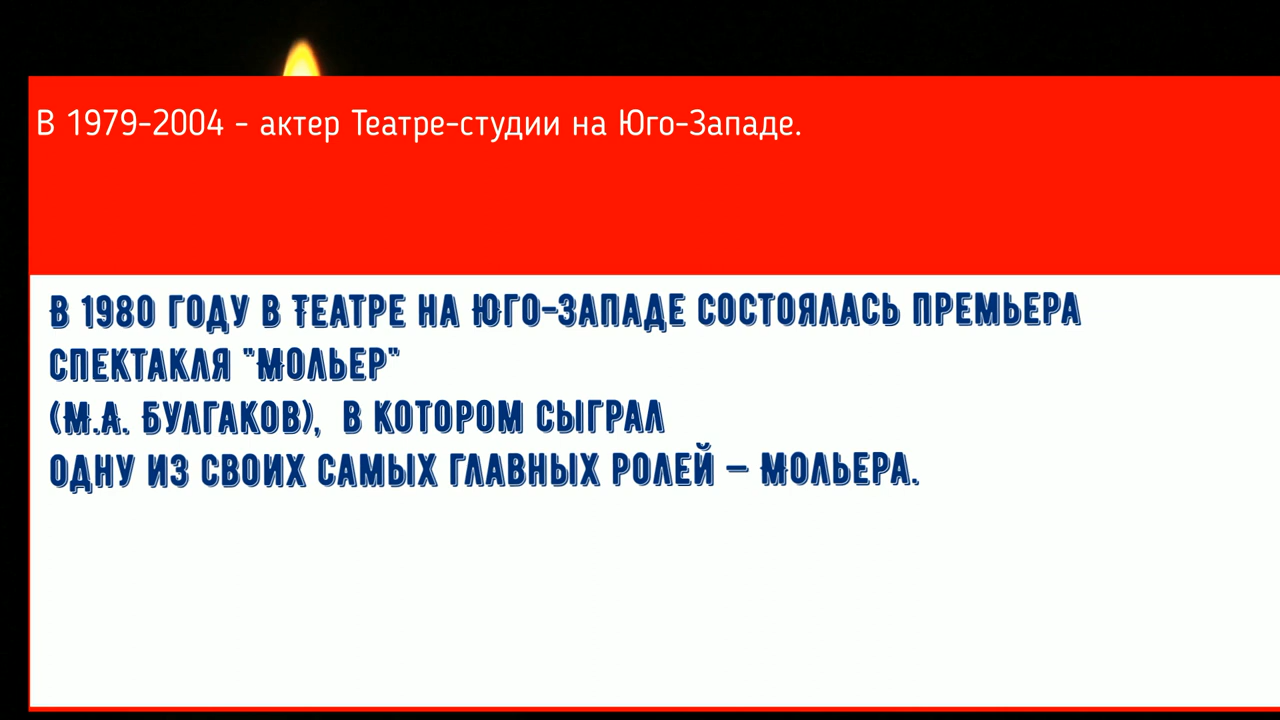 В 1979-2004 - актер Театре-студии на Юго-Западе.
В 1980 году в Театре на Юго-Западе состоялась премьера
спектакля "Мольер"
(М.А. Булгаков), в котором сыграл
одну из своих самых главных ролей – Мольера.